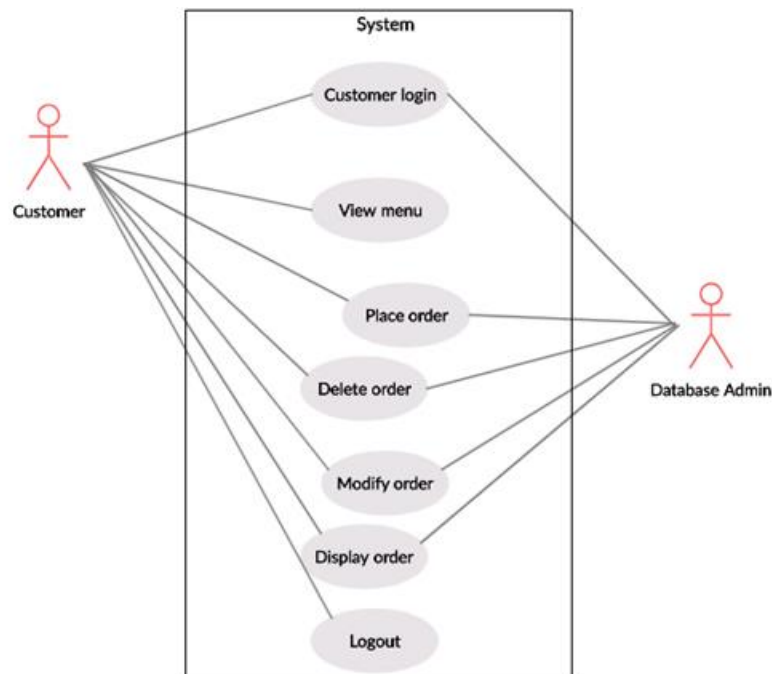 System
Customer login
Customer
View menu
Place order
Delete order
Database Admin
Modify order
Display order
Logout